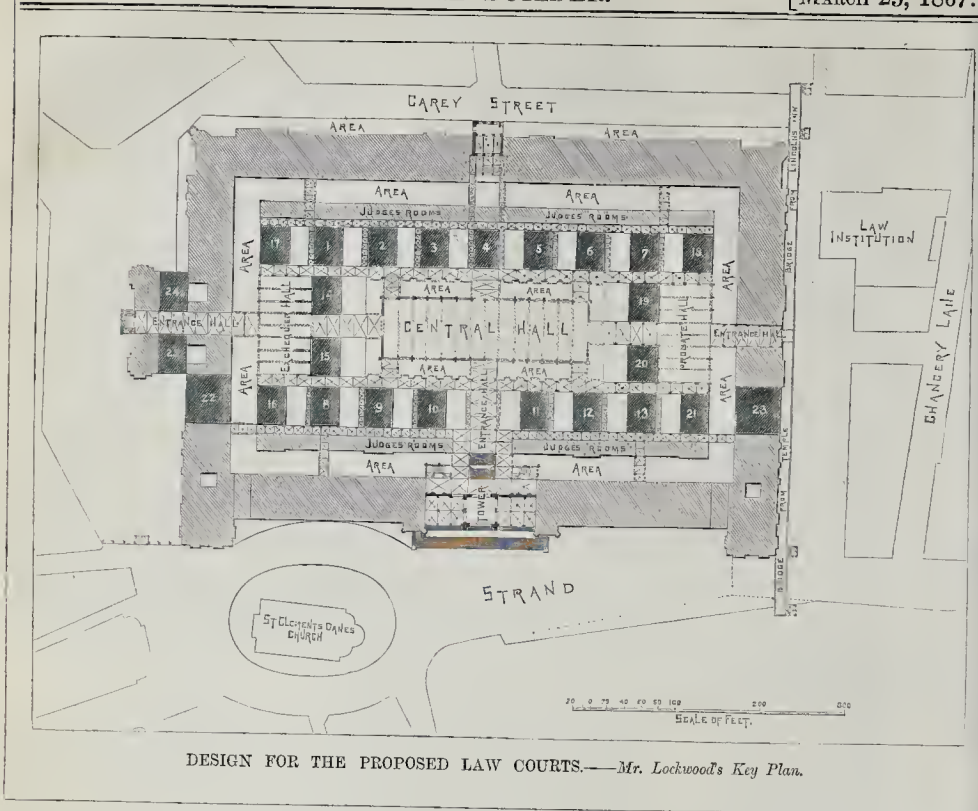 [MARCH 23, 1867.
CAREY STREET
AREA
AREA
AREA
AREA
JUDGES ROOMS
JUDGES ROOMS
17 1 2 3 4 5 6 7 18
AREA
AREA
FROM LINCOLNS INN
BRIDGE
LAW
INSTITUTION
CHANCERY LANE
24
14
19
AREA
AREA
ENTRANCE HALL
EXCHEQUER HALL
CENTRAL HALL
PROBATE HALL
ENTRANCE HALL
2
15
20
AREA
AREA
AREA
AREA
ENTRANCE HALL
22 16 8 9 10 11 12 13 21 23
JUDGES ROOMS
JUDGES ROOMS
AREA
AREA
TOWER
BRIDGE FROM TEMPLE
STRAND
ST CLEMENTS DANES
CHURCH
200
SCALE OF FEET.
DESIGN FOR THE PROPOSED LAW COURTS.——Mr. Lockwood's Key Plan.